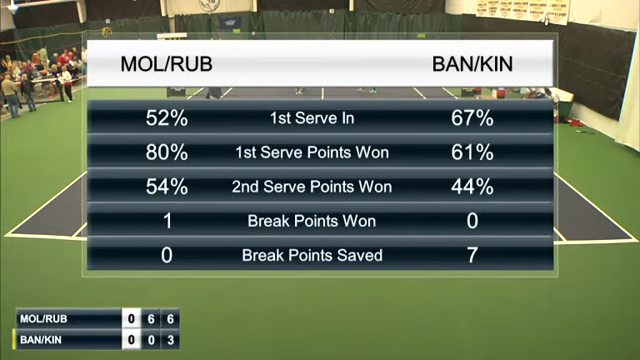 MOL/RUB BAN/KIN
52% 1st Serve In 67%
80% 1st Serve Points Won 61%
54% 2nd Serve Points Won 44%
1 Break Points Won 0
0 Break Points Saved 7
MOL/RUB 0 6 6
BAN/KIN 0 0 3